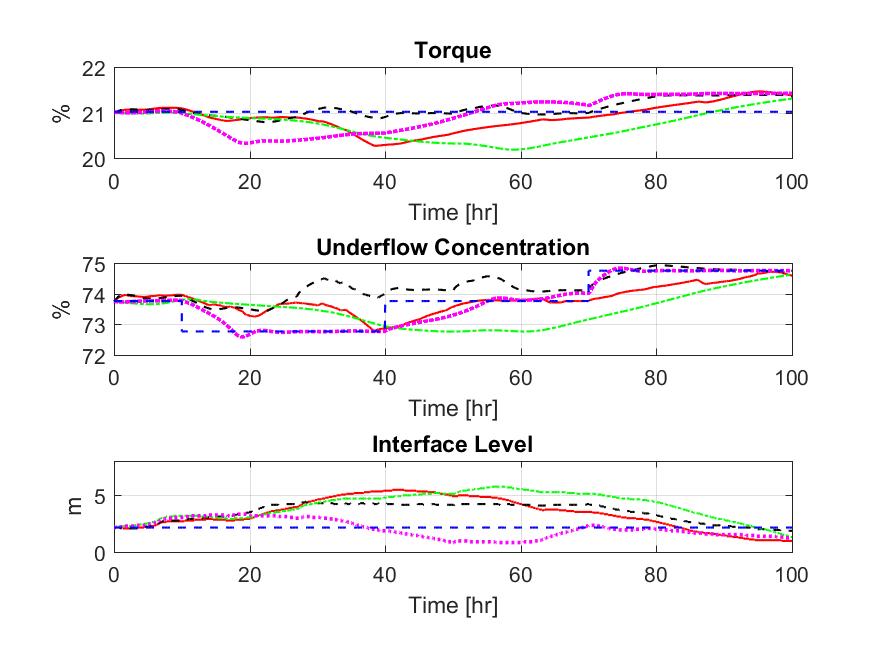 Torque
22
21
20
%
0 20 40 60 80 100
Time [hr]
Underflow Concentration
75
74
73
72
%
0 20 40 60 80 100
Time [hr]
Interface Level
5
0
m
0 20 40 60 80 100
Time [hr]